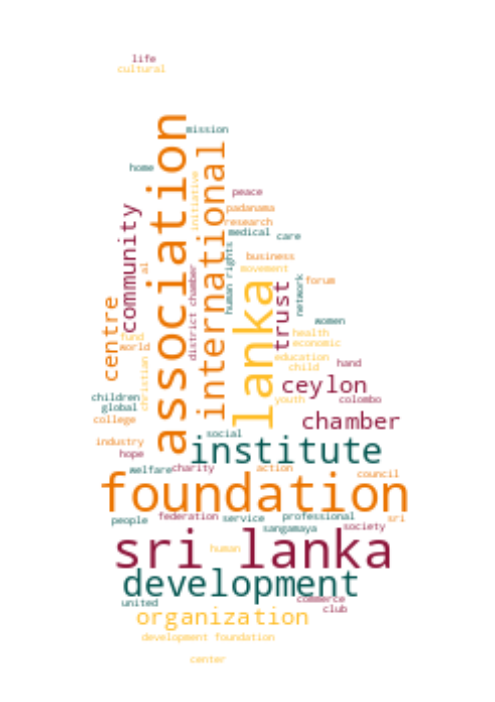 life
cultural
association
mission
international
home
initiative
peace
community
padanama
research
medical
care
human rights
business
al
district chamber
movement
lanka
trust
network
forum
centre
women
fund
world
health
economic
christian
education
child
hand
ceylon
children
global
youth
colombo
college
chamber
social
industry
institute
hope
welfare
charity
action
council
foundation
people
federation
service
professional
sri
sangamaya
society
sri lanka
human
development
united
commerce
club
organization
development foundation
center